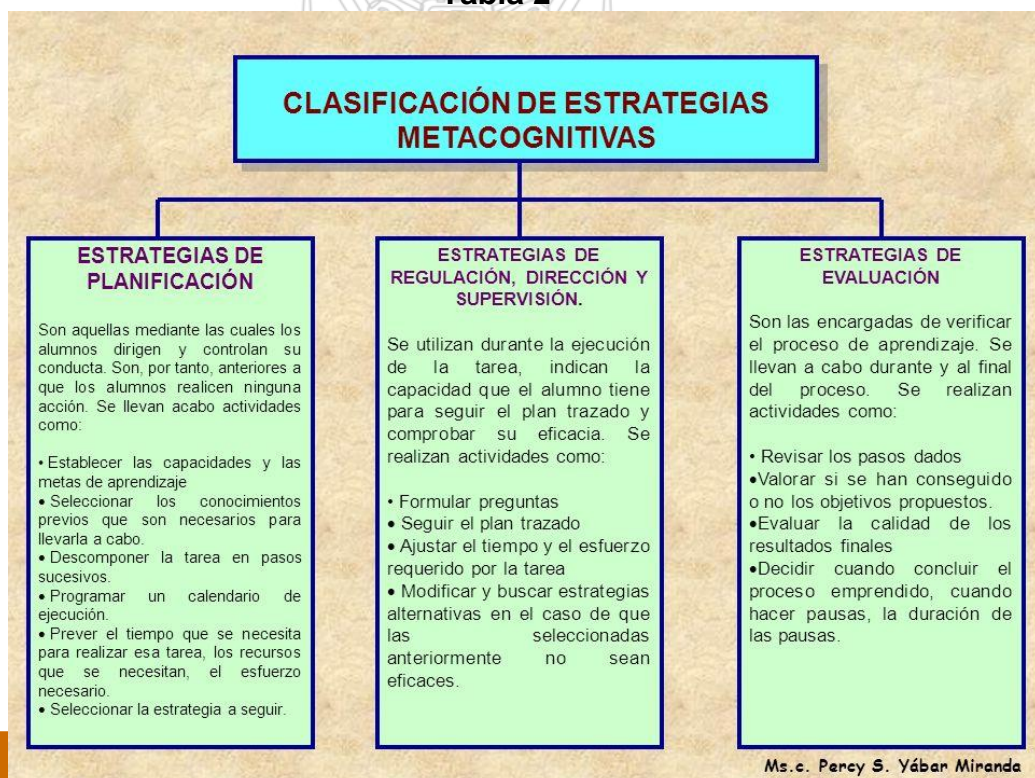 Tabla 2
CLASIFICACIÓN DE ESTRATEGIAS
METACOGNITIVAS
ESTRATEGIAS DE
PLANIFICACIÓN
Son aquellas mediante las cuales los
alumnos dirigen y controlan su
conducta. Son, por tanto, anteriores a
que los alumnos realicen ninguna
acción. Se llevan acabo actividades
como:
• Establecer las capacidades y las
metas de aprendizaje
• Seleccionar los conocimientos
previos que son necesarios para
llevarla a cabo.
• Descomponer la tarea en pasos
sucesivos.
• Programar un calendario de
ejecución.
• Prever el tiempo que se necesita
para realizar esa tarea, los recursos
que se necesitan, el esfuerzo
necesario.
• Seleccionar la estrategia a seguir.
ESTRATEGIAS DE
REGULACIÓN, DIRECCIÓN Y
SUPERVISIÓN.
Se utilizan durante la ejecución
de la tarea, indican la
capacidad que el alumno tiene
para seguir el plan trazado y
comprobar su eficacia. Se
realizan actividades como:
• Formular preguntas
• Seguir el plan trazado
• Ajustar el tiempo y el esfuerzo
requerido por la tarea
• Modificar y buscar estrategias
alternativas en el caso de que
las seleccionadas
anteriormente no sean
eficaces.
ESTRATEGIAS DE
EVALUACIÓN
Son las encargadas de verificar
el proceso de aprendizaje. Se
llevan a cabo durante y al final
del proceso. Se realizan
actividades como:
• Revisar los pasos dados
•Valorar si se han conseguido
o no los objetivos propuestos.
•Evaluar la calidad de los
resultados finales
•Decidir cuando concluir el
proceso emprendido, cuando
hacer pausas, la duración de
las pausas.
Ms.c. Percy S. Yábar Miranda